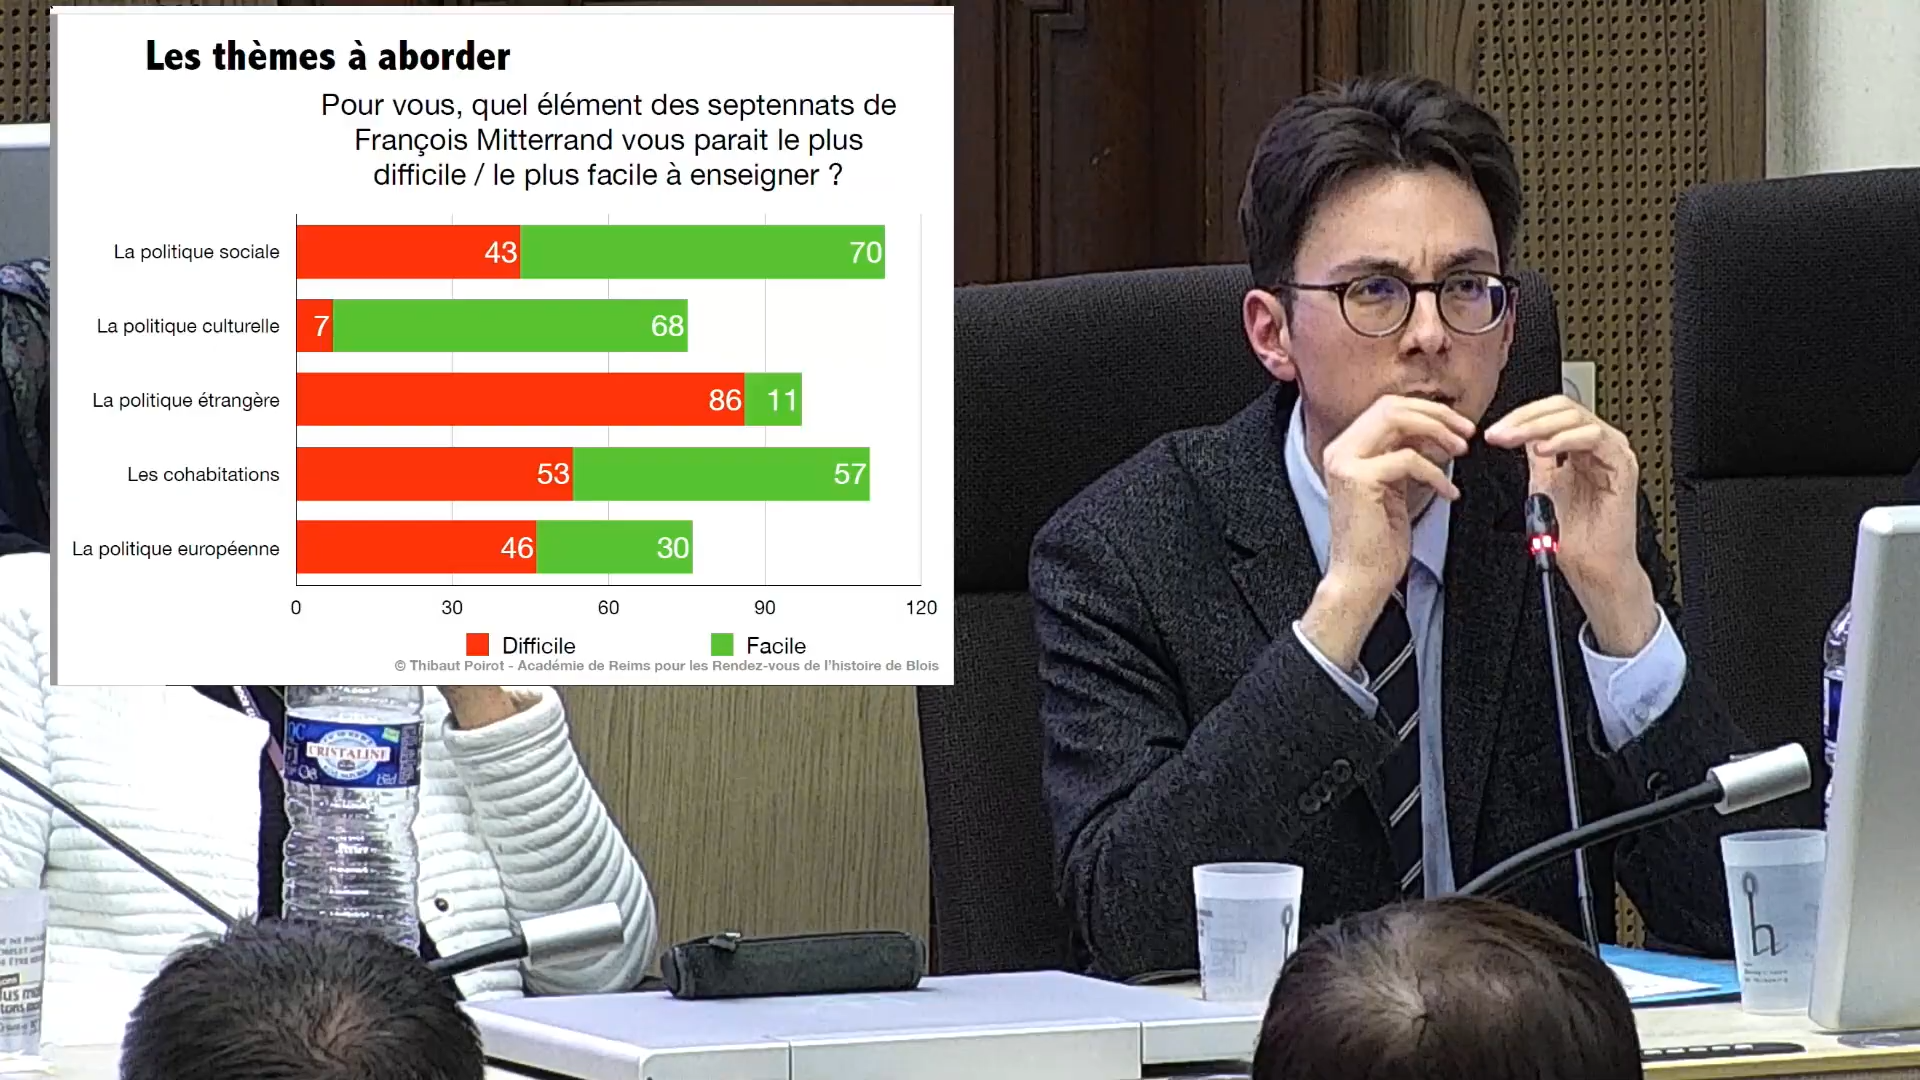 Les thèmes à aborder
Pour vous, quel élément des septennats de
François Mitterrand vous parait le plus
difficile / le plus facile à enseigner ?
La politique sociale
43
70
La politique culturelle
7
68
La politique étrangère
86
11
Les cohabitations
53
57
La politique européenne
46
30
0
30
60
90
120
Difficile
Facile
© Thibaut Poirot - Académie de Reims pour les Rendez-vous de l'histoire de Blois
CRISTALINE
h